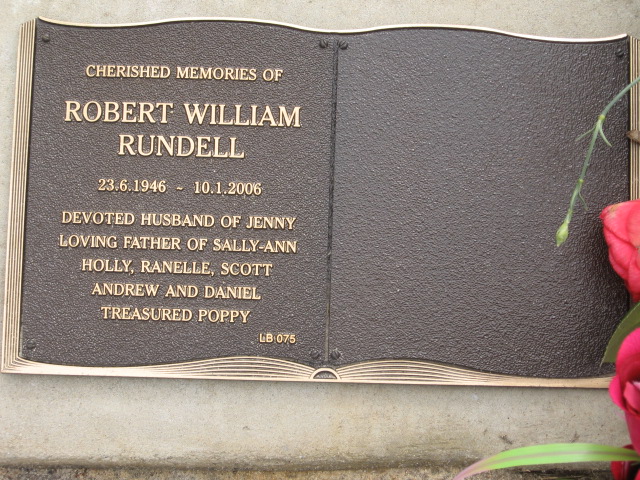 CHERISHED MEMORIES OF
ROBERT WILLIAM
RUNDELL
23.6.1946 ~ 10.1.2006
DEVOTED HUSBAND OF JENNY
LOVING FATHER OF SALLY-ANN
HOLLY, RANELLE, SCOTT
ANDREW AND DANIEL
TREASURED POPPY
LB 075